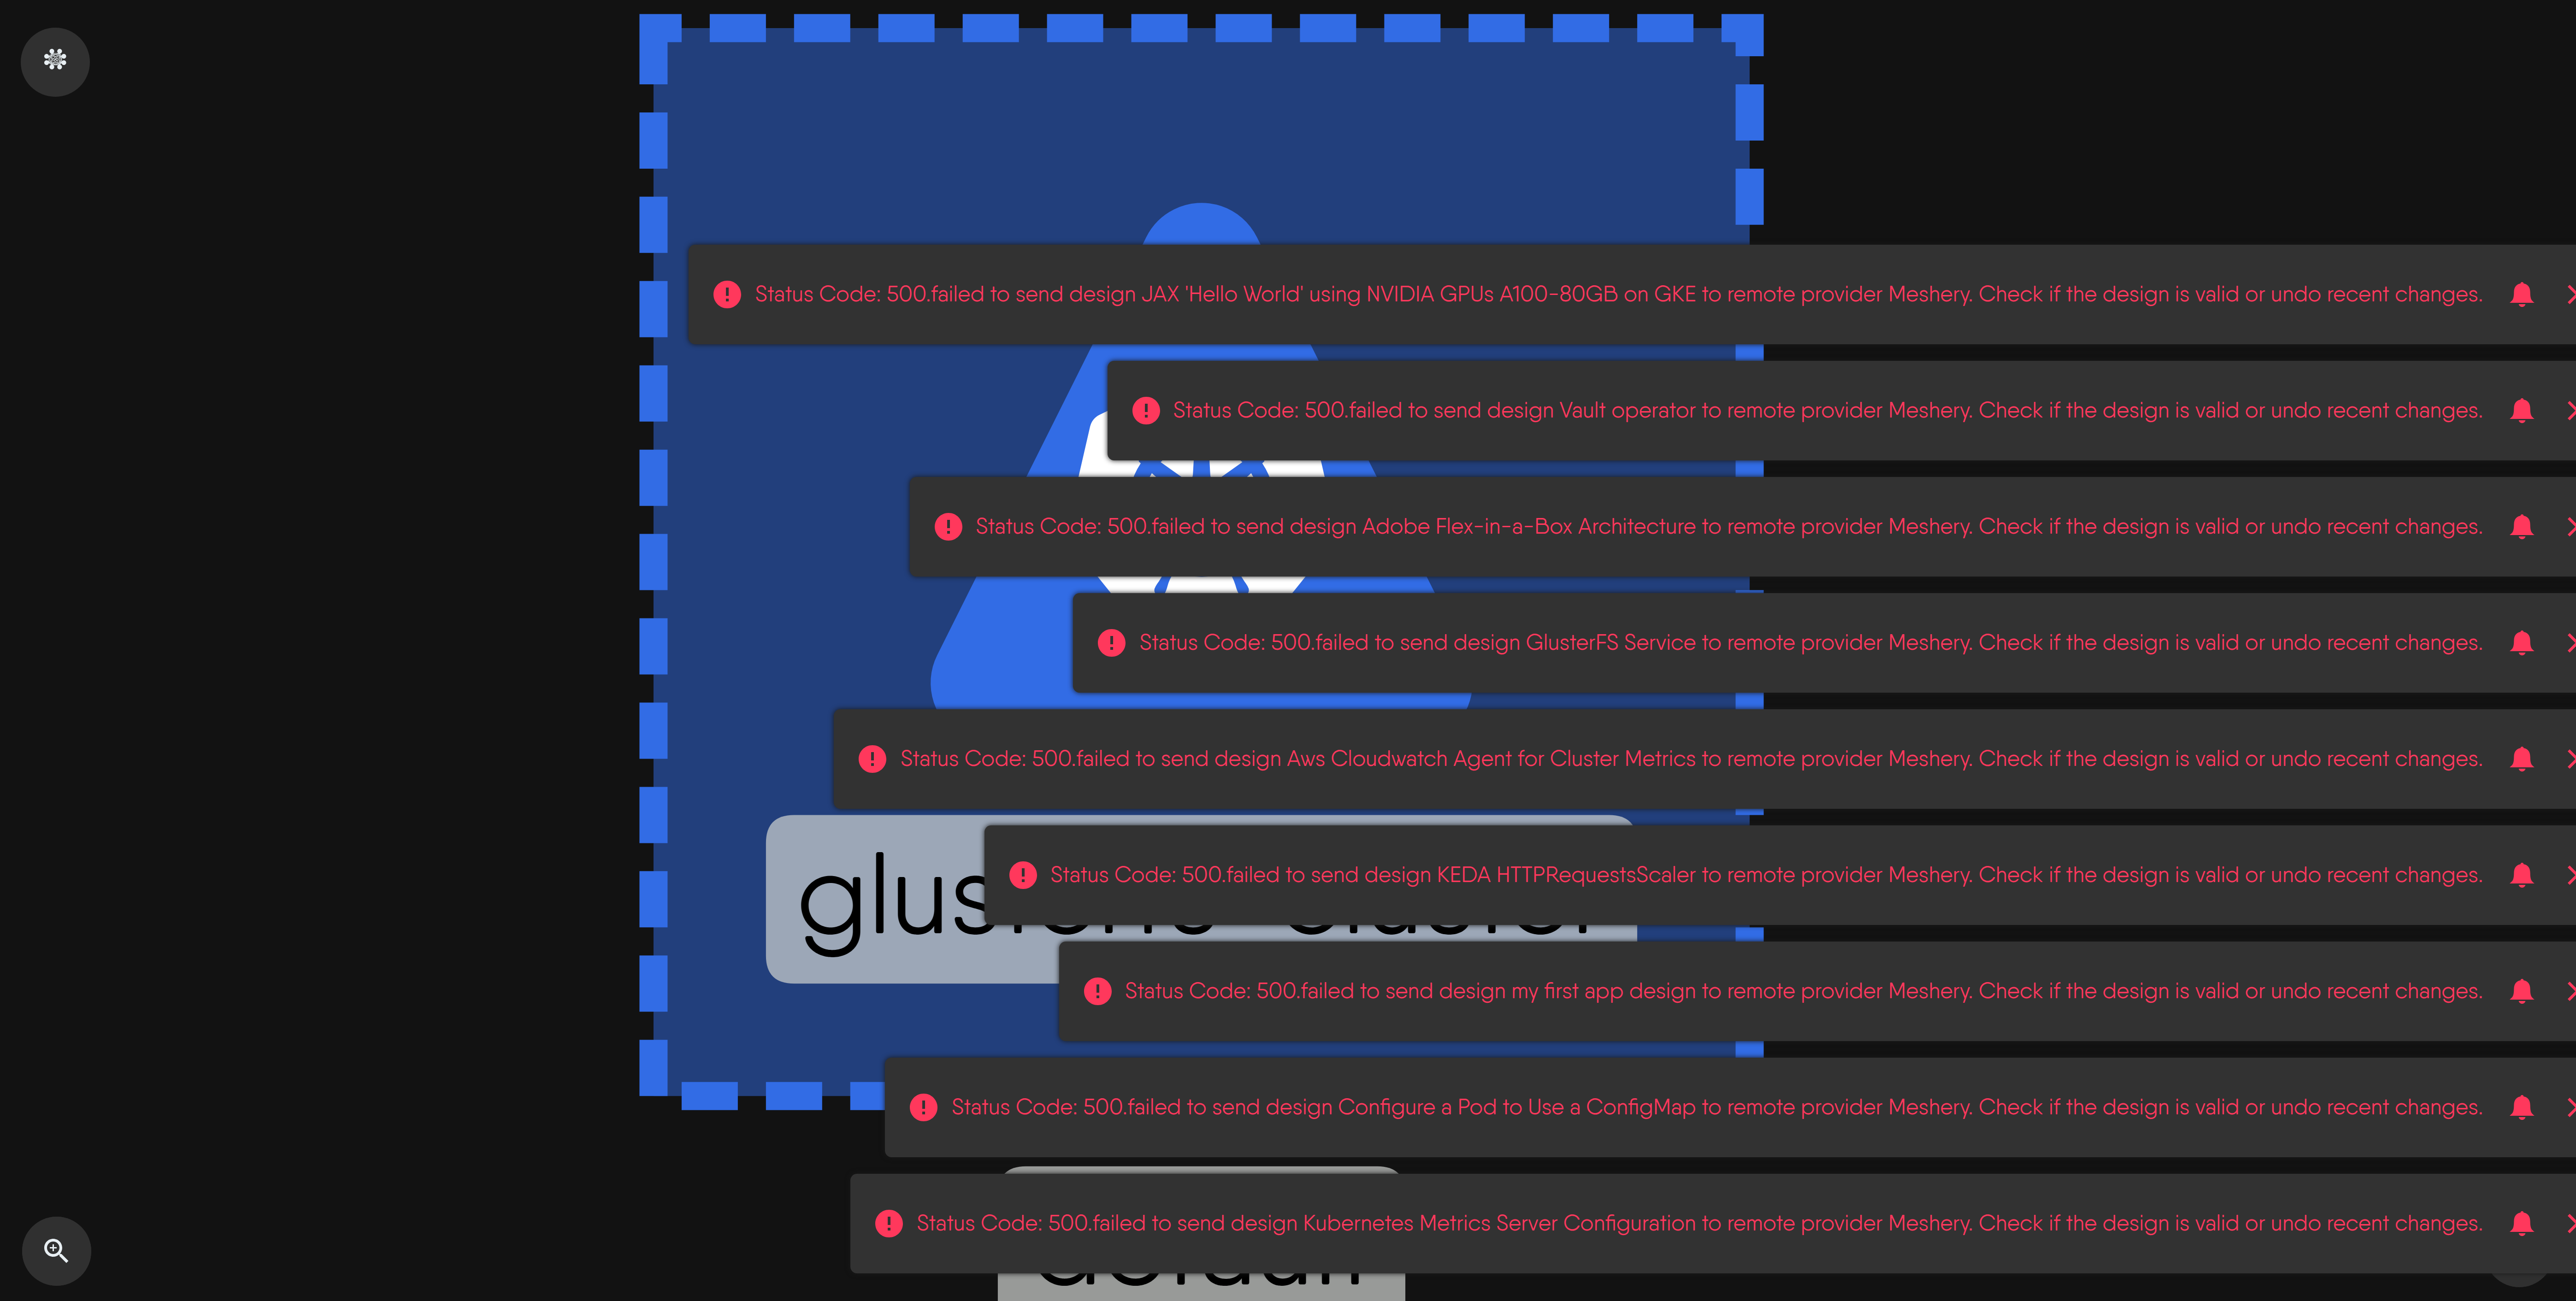 Status Code: 500.failed to send design JAX 'Hello World' using NVIDIA GPUs A100-80GB on GKE to remote provider Meshery. Check if the design is valid or undo recent changes.
Status Code: 500.failed to send design Vault operator to remote provider Meshery. Check if the design is valid or undo recent changes.
Status Code: 500.failed to send design Adobe Flex-in-a-Box Architecture to remote provider Meshery. Check if the design is valid or undo recent changes.
Status Code: 500.failed to send design GlusterFS Service to remote provider Meshery. Check if the design is valid or undo recent changes.
Status Code: 500.failed to send design Aws Cloudwatch Agent for Cluster Metrics to remote provider Meshery. Check if the design is valid or undo recent changes.
Status Code: 500.failed to send design KEDA HTTPRequestsScaler to remote provider Meshery. Check if the design is valid or undo recent changes.
Status Code: 500.failed to send design my first app design to remote provider Meshery. Check if the design is valid or undo recent changes.
Status Code: 500.failed to send design Configure a Pod to Use a ConfigMap to remote provider Meshery. Check if the design is valid or undo recent changes.
Status Code: 500.failed to send design Kubernetes Metrics Server Configuration to remote provider Meshery. Check if the design is valid or undo recent changes.